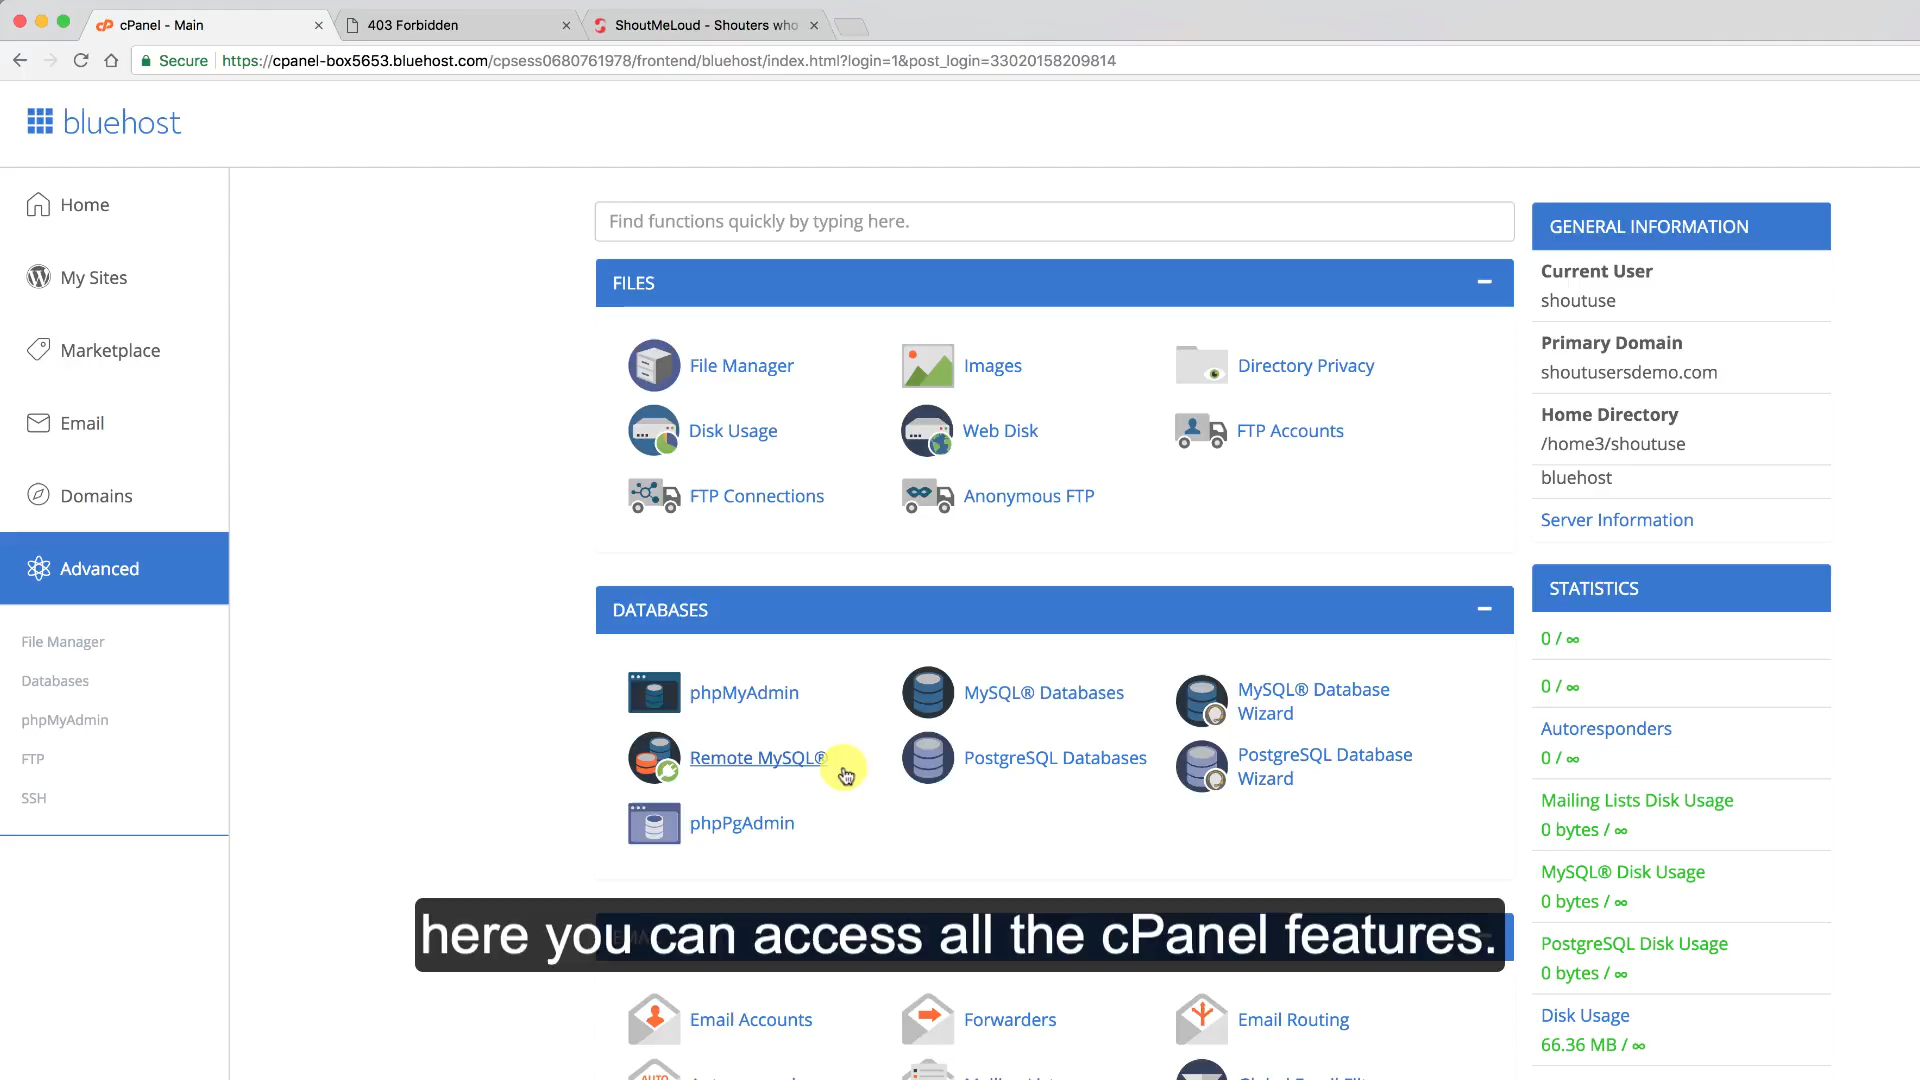 cPanel - Main
403 Forbidden
ShoutMeLoud - Shouters who
Secure
https://cpanel-box5653.bluehost.com/cpsess0680761978/frontend/bluehost/index.html?login=1&post_login=33020158209814
bluehost
Home
My Sites
Marketplace
Email
Domains
Advanced
File Manager
Databases
phpMyAdmin
FTP
SSH
Find functions quickly by typing here.
FILES
File Manager
Images
Directory Privacy
Disk Usage
Web Disk
FTP Accounts
FTP Connections
Anonymous FTP
DATABASES
phpMyAdmin
MySQL® Databases
MySQL® Database
Wizard
Remote MySQL®
PostgreSQL Databases
PostgreSQL Database
Wizard
phpPgAdmin
here you can access all the cPanel features.
Email Accounts
Forwarders
Email Routing
AUTO
GENERAL INFORMATION
Current User
shoutuse
Primary Domain
shoutusersdemo.com
Home Directory
/home3/shoutuse
bluehost
Server Information
STATISTICS
0 / ∞
0 / ∞
Autoresponders
0 / ∞
Mailing Lists Disk Usage
0 bytes / ∞
MySQL® Disk Usage
0 bytes / ∞
PostgreSQL Disk Usage
0 bytes / ∞
Disk Usage
66.36 MB / ∞